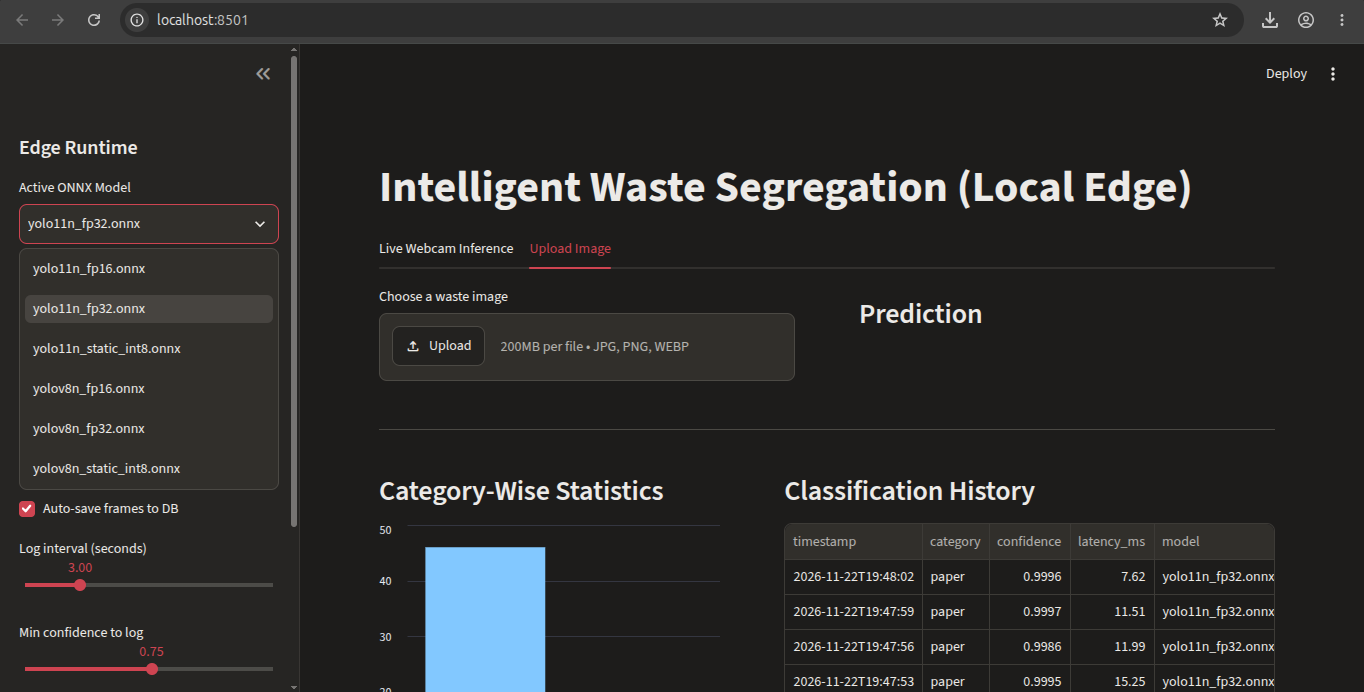 localhost:8501
Deploy
Edge Runtime
Active ONNX Model
yolo11n_fp32.onnx
yolo11n_fp16.onnx
yolo11n_fp32.onnx
yolo11n_static_int8.onnx
yolov8n_fp16.onnx
yolov8n_fp32.onnx
yolov8n_static_int8.onnx
Auto-save frames to DB
Log interval (seconds)
3.00
Min confidence to log
0.75
Intelligent Waste Segregation (Local Edge)
Live Webcam Inference Upload Image
Choose a waste image
Upload 200MB per file • JPG, PNG, WEBP
Prediction
Category-Wise Statistics
50
40
30
20
Classification History
timestamp category confidence latency_ms model
2026-11-22T19:48:02 paper 0.9996 7.62 yolo11n_fp32.onnx
2026-11-22T19:47:59 paper 0.9997 11.51 yolo11n_fp32.onnx
2026-11-22T19:47:56 paper 0.9986 11.99 yolo11n_fp32.onnx
2026-11-22T19:47:53 paper 0.9995 15.25 yolo11n_fp32.onnx